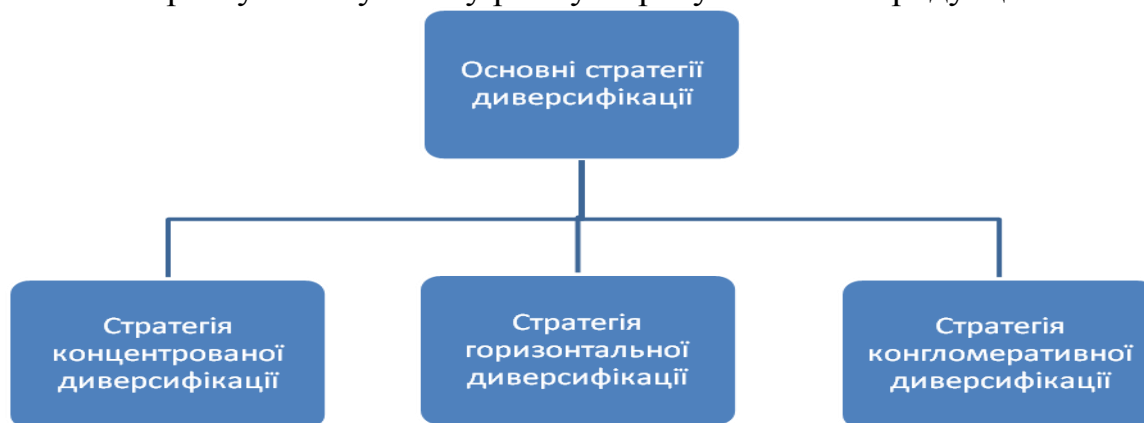 Основні стратегії
диверсифікації
Стратегія
концентрованої
диверсифікації
Стратегія
горизонтальної
диверсифікації
Стратегія
конгломеративної
диверсифікації